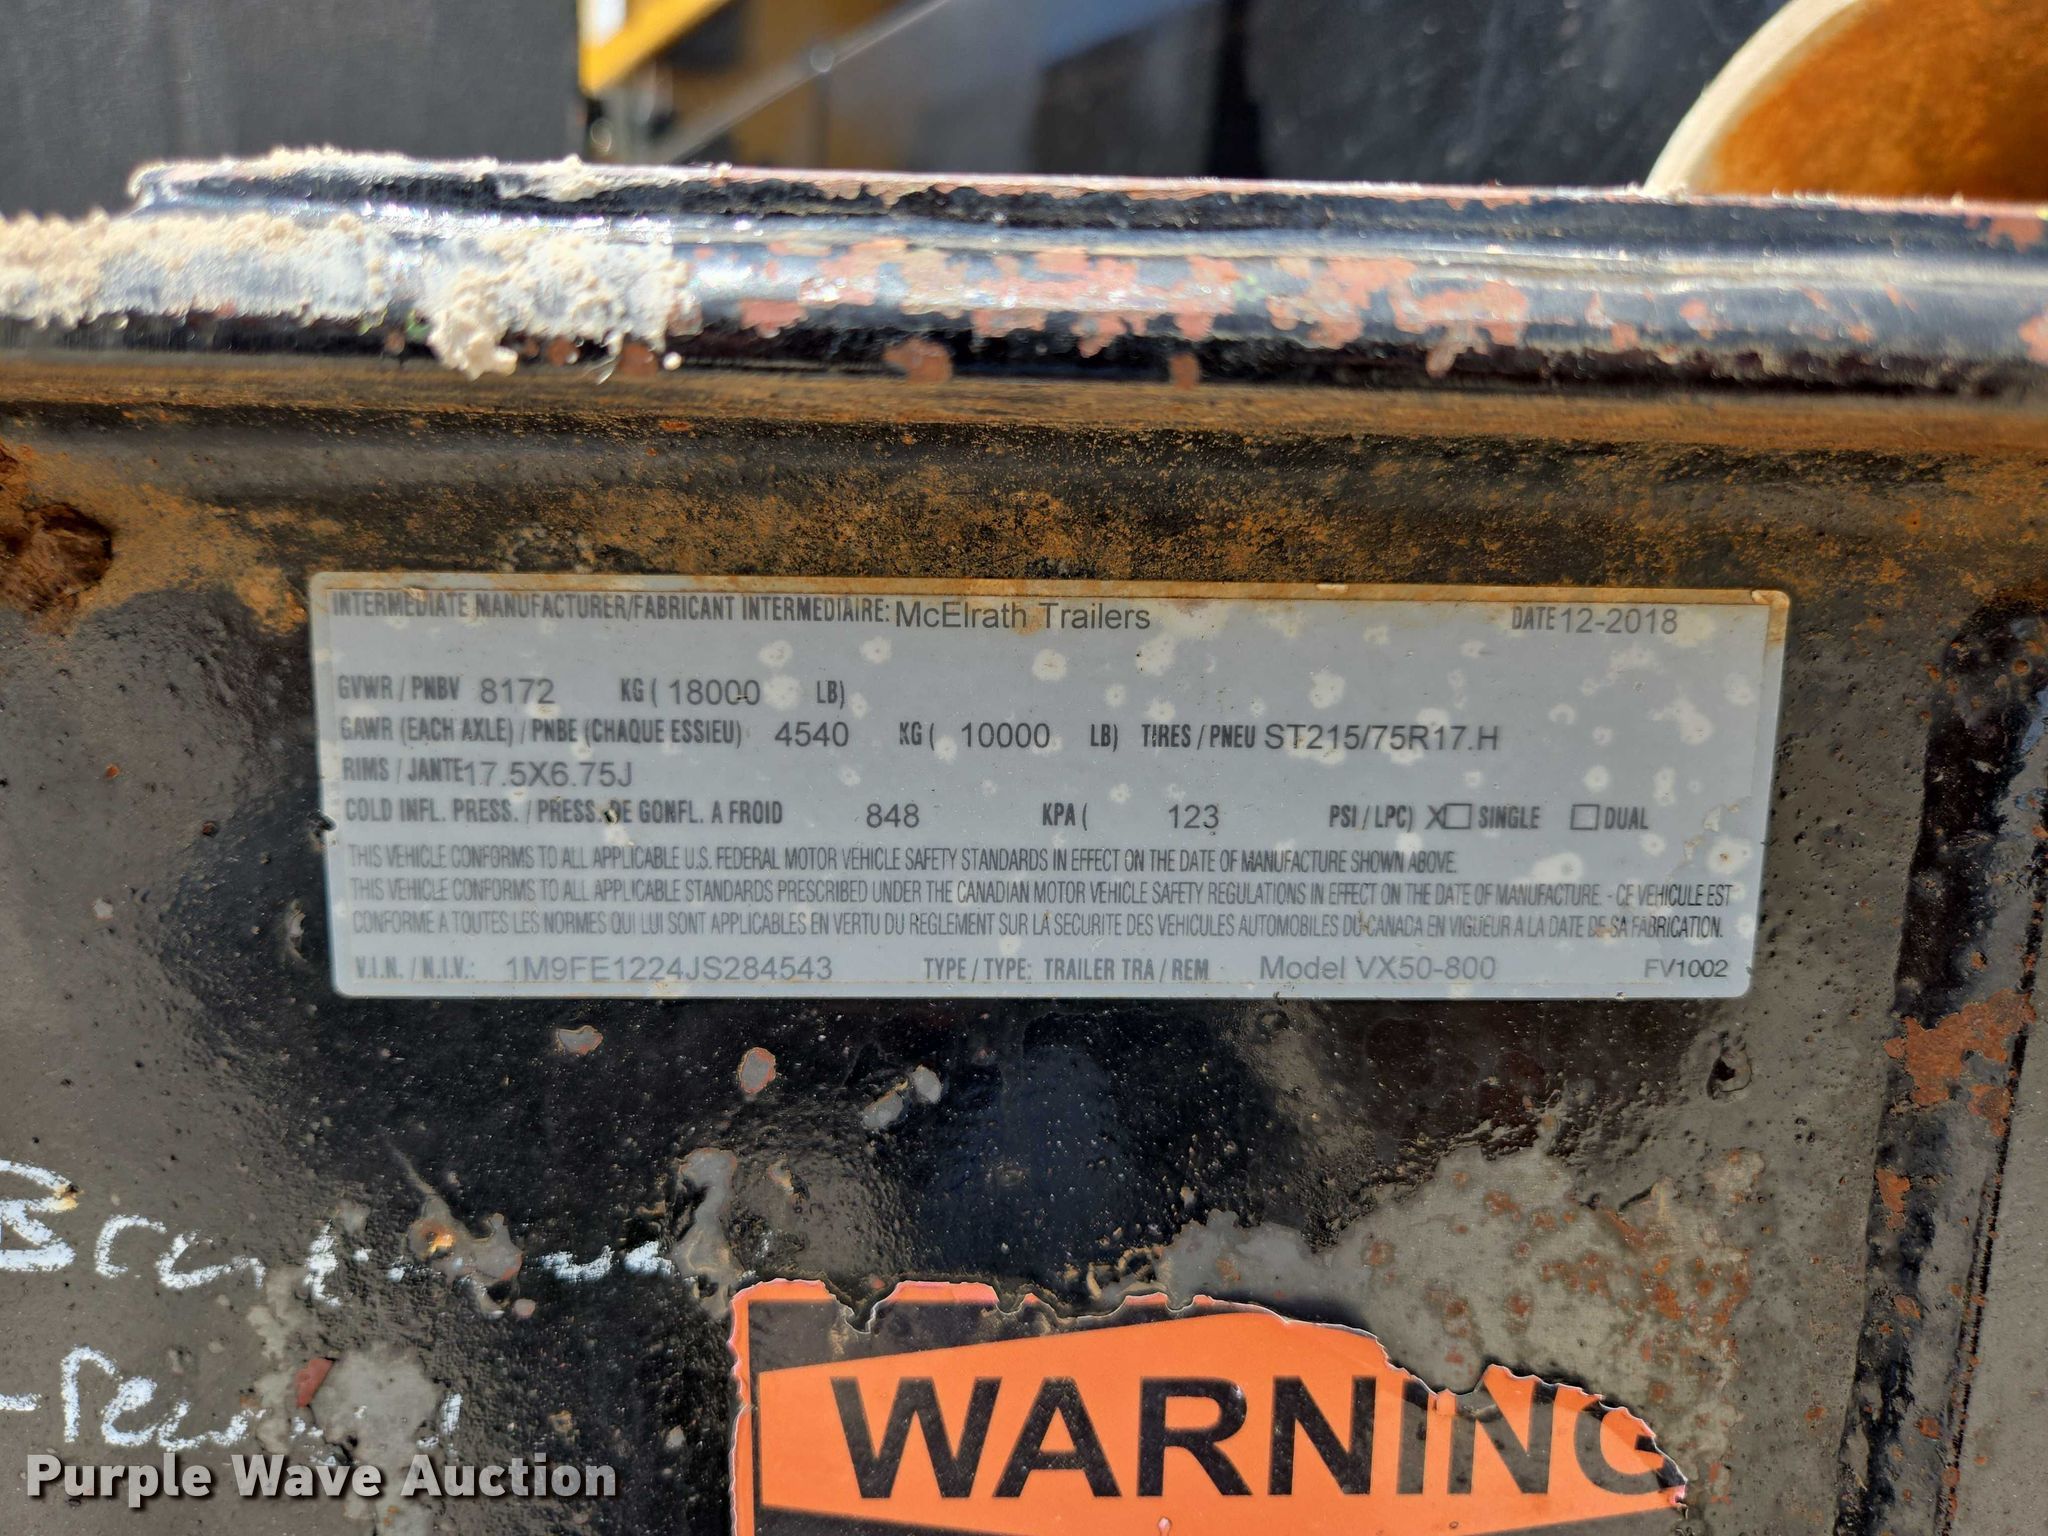 INTERMEDIATE MANUFACTURER/FABRICANT INTERMEDIAIRE: McElrath Trailers DATE 12-2018
GVWR / PNBV 8172 KG ( 18000 LB)
GAWR (EACH AXLE) / PNBE (CHAQUE ESSIEU) 4540 KG ( 10000 LB) TIRES / PNEU ST215/75R17.H
RIMS / JANTE 17.5X6.75J
COLD INFL. PRESS. / PRESS. DE GONFL. A FROID 848 KPA ( 123 PSI / LPC) X☐ SINGLE ☐ DUAL
THIS VEHICLE CONFORMS TO ALL APPLICABLE U.S. FEDERAL MOTOR VEHICLE SAFETY STANDARDS IN EFFECT ON THE DATE OF MANUFACTURE SHOWN ABOVE.
THIS VEHICLE CONFORMS TO ALL APPLICABLE STANDARDS PRESCRIBED UNDER THE CANADIAN MOTOR VEHICLE SAFETY REGULATIONS IN EFFECT ON THE DATE OF MANUFACTURE. - CE VEHICULE EST
CONFORME A TOUTES LES NORMES QUI LUI SONT APPLICABLES EN VERTU DU REGLEMENT SUR LA SECURITE DES VEHICULES AUTOMOBILES DU CANADA EN VIGUEUR A LA DATE DE SA FABRICATION.
V.I.N. / N.I.V.: 1M9FE1224JS284543 TYPE / TYPE: TRAILER TRA / REM Model VX50-800 FV1002
WARNING
Purple Wave Auction